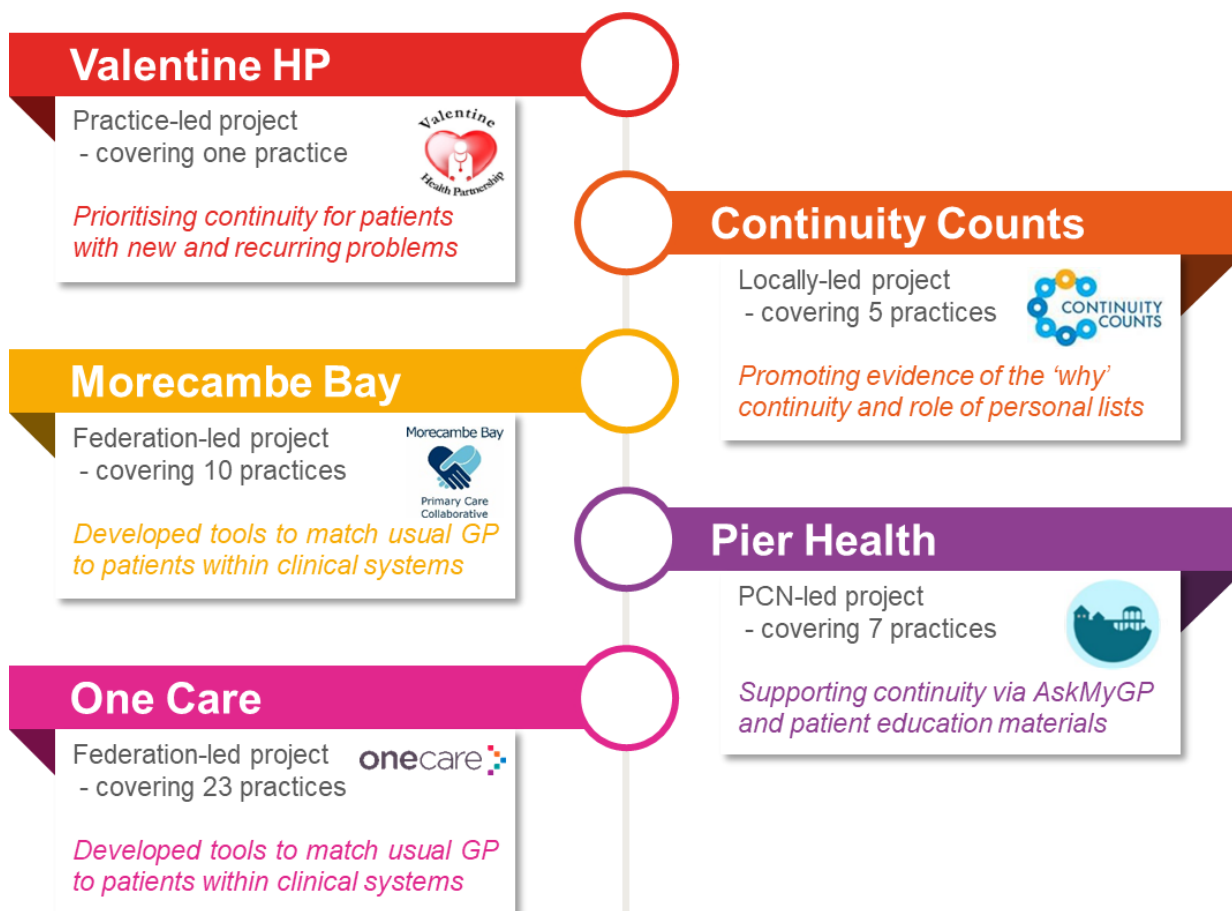 Valentine HP
Practice-led project
- covering one practice
Valentine
Health Partnership
Prioritising continuity for patients
with new and recurring problems
Continuity Counts
Locally-led project
- covering 5 practices
CONTINUITY
COUNTS
Promoting evidence of the ‘why’
continuity and role of personal lists
Morecambe Bay
Federation-led project
- covering 10 practices
Morecambe Bay
Primary Care
Collaborative
Developed tools to match usual GP
to patients within clinical systems
Pier Health
PCN-led project
- covering 7 practices
Supporting continuity via AskMyGP
and patient education materials
One Care
Federation-led project
- covering 23 practices
onecare
Developed tools to match usual GP
to patients within clinical systems